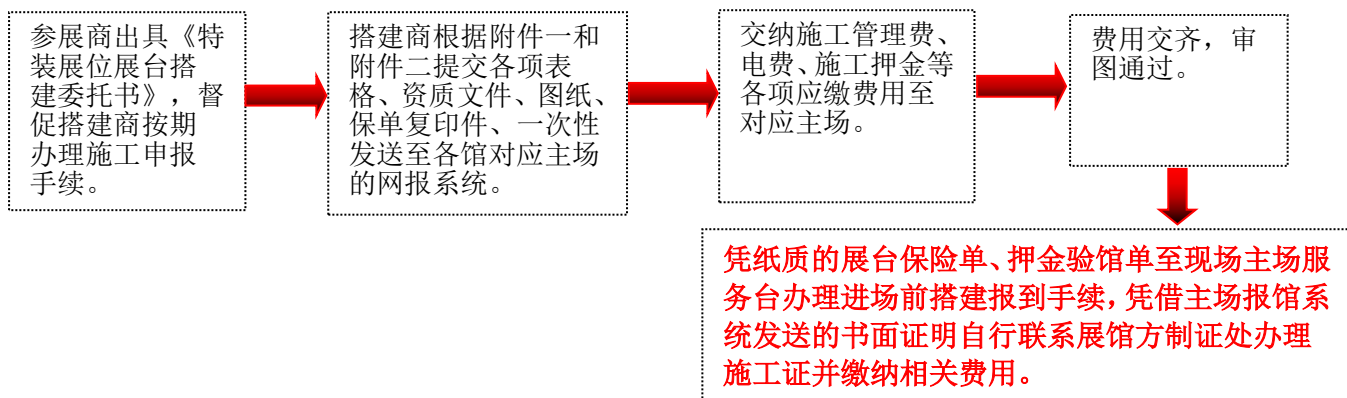 参展商出具《特
装展位展台搭
建委托书》，督
促搭建商按期
办理施工申报
手续。
搭建商根据附件一和
附件二提交各项表
格、资质文件、图纸、
保单复印件、一次性
发送至各馆对应主场
的网报系统。
交纳施工管理费、
电费、施工押金等
各项应缴费用至
对应主场。
费用交齐，审
图通过。
凭纸质的展台保险单、押金验馆单至现场主场服
务台办理进场前搭建报到手续，凭借主场报馆系
统发送的书面证明自行联系展馆方制证处办理
施工证并缴纳相关费用。